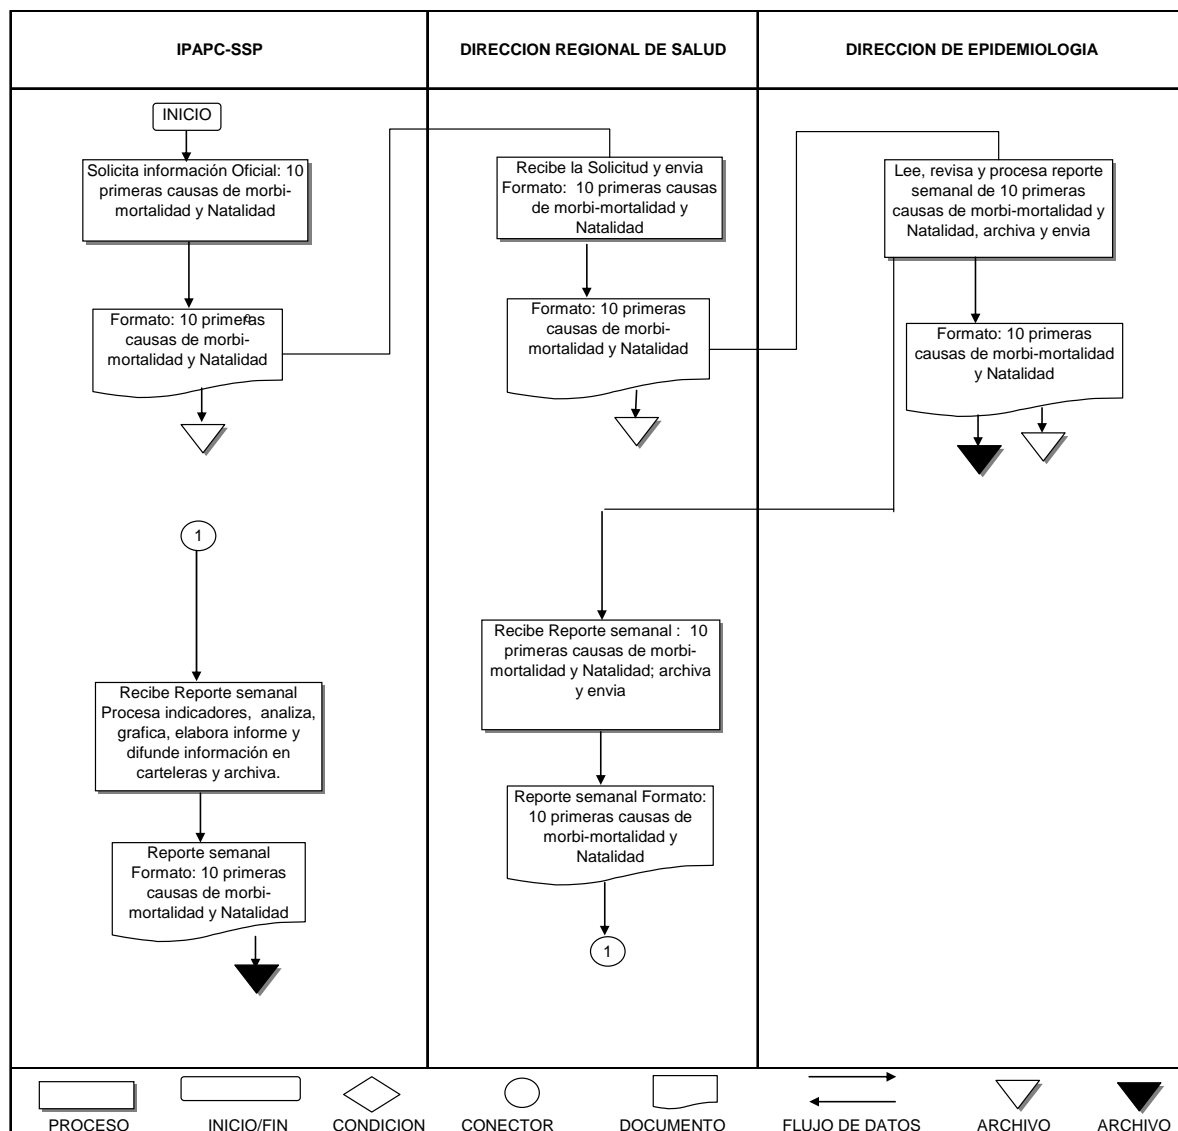 IPAPC-SSP
DIRECCION REGIONAL DE SALUD
DIRECCION DE EPIDEMIOLOGIA
INICIO
Solicita información Oficial: 10
primeras causas de morbi-
mortalidad y Natalidad
Formato: 10 primeras
causas de morbi-
mortalidad y Natalidad
Recibe la Solicitud y envia
Formato: 10 primeras causas
de morbi-mortalidad y
Natalidad
Formato: 10 primeras
causas de morbi-
mortalidad y Natalidad
Lee, revisa y procesa reporte
semanal de 10 primeras
causas de morbi-mortalidad y
Natalidad, archiva y envia
Formato: 10 primeras
causas de morbi-mortalidad
y Natalidad
Recibe Reporte semanal : 10
primeras causas de morbi-
mortalidad y Natalidad; archiva
y envia
Reporte semanal Formato:
10 primeras causas de
morbi-mortalidad y
Natalidad
1
1
Recibe Reporte semanal
Procesa indicadores, analiza,
grafica, elabora informe y
difunde información en
carteleras y archiva.
Reporte semanal
Formato: 10 primeras
causas de morbi-
mortalidad y Natalidad
PROCESO
INICIO/FIN
CONDICION
CONECTOR
DOCUMENTO
FLUJO DE DATOS
ARCHIVO
ARCHIVO